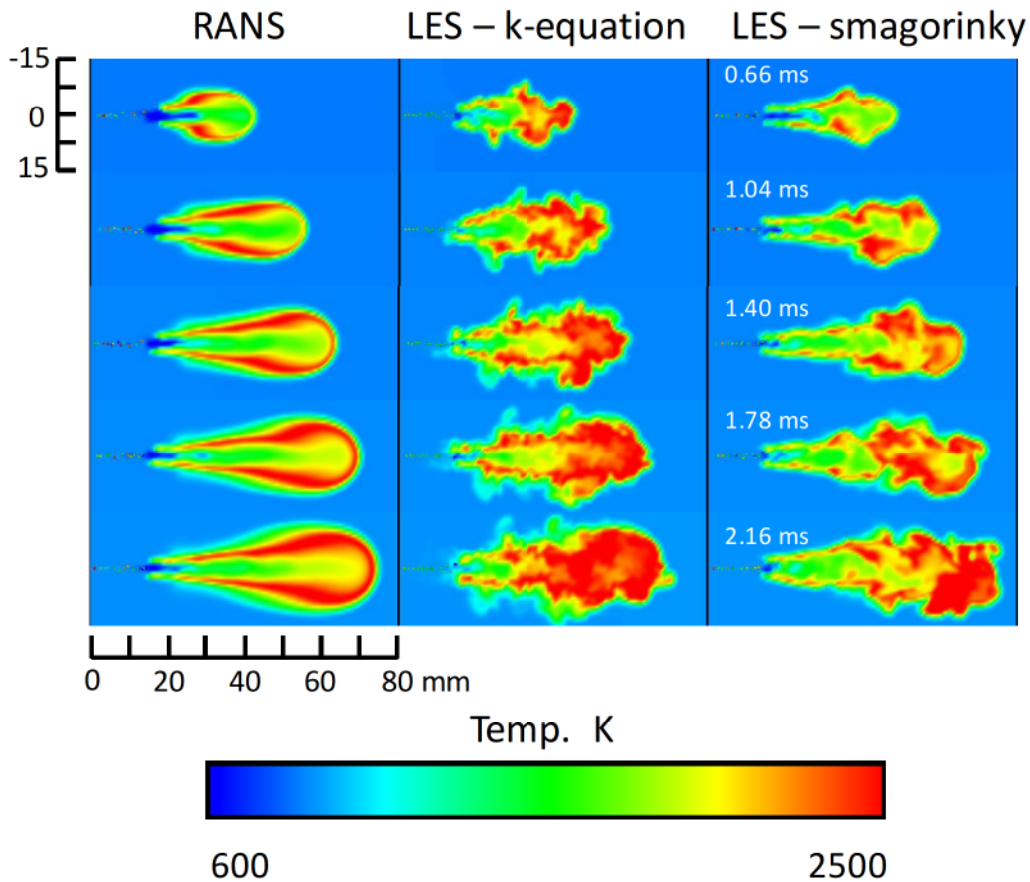 RANS
LES – k-equation
LES – smagorinky
-15
0
15
0.66 ms
1.04 ms
1.40 ms
1.78 ms
2.16 ms
0 20 40 60 80 mm
Temp. K
600 2500